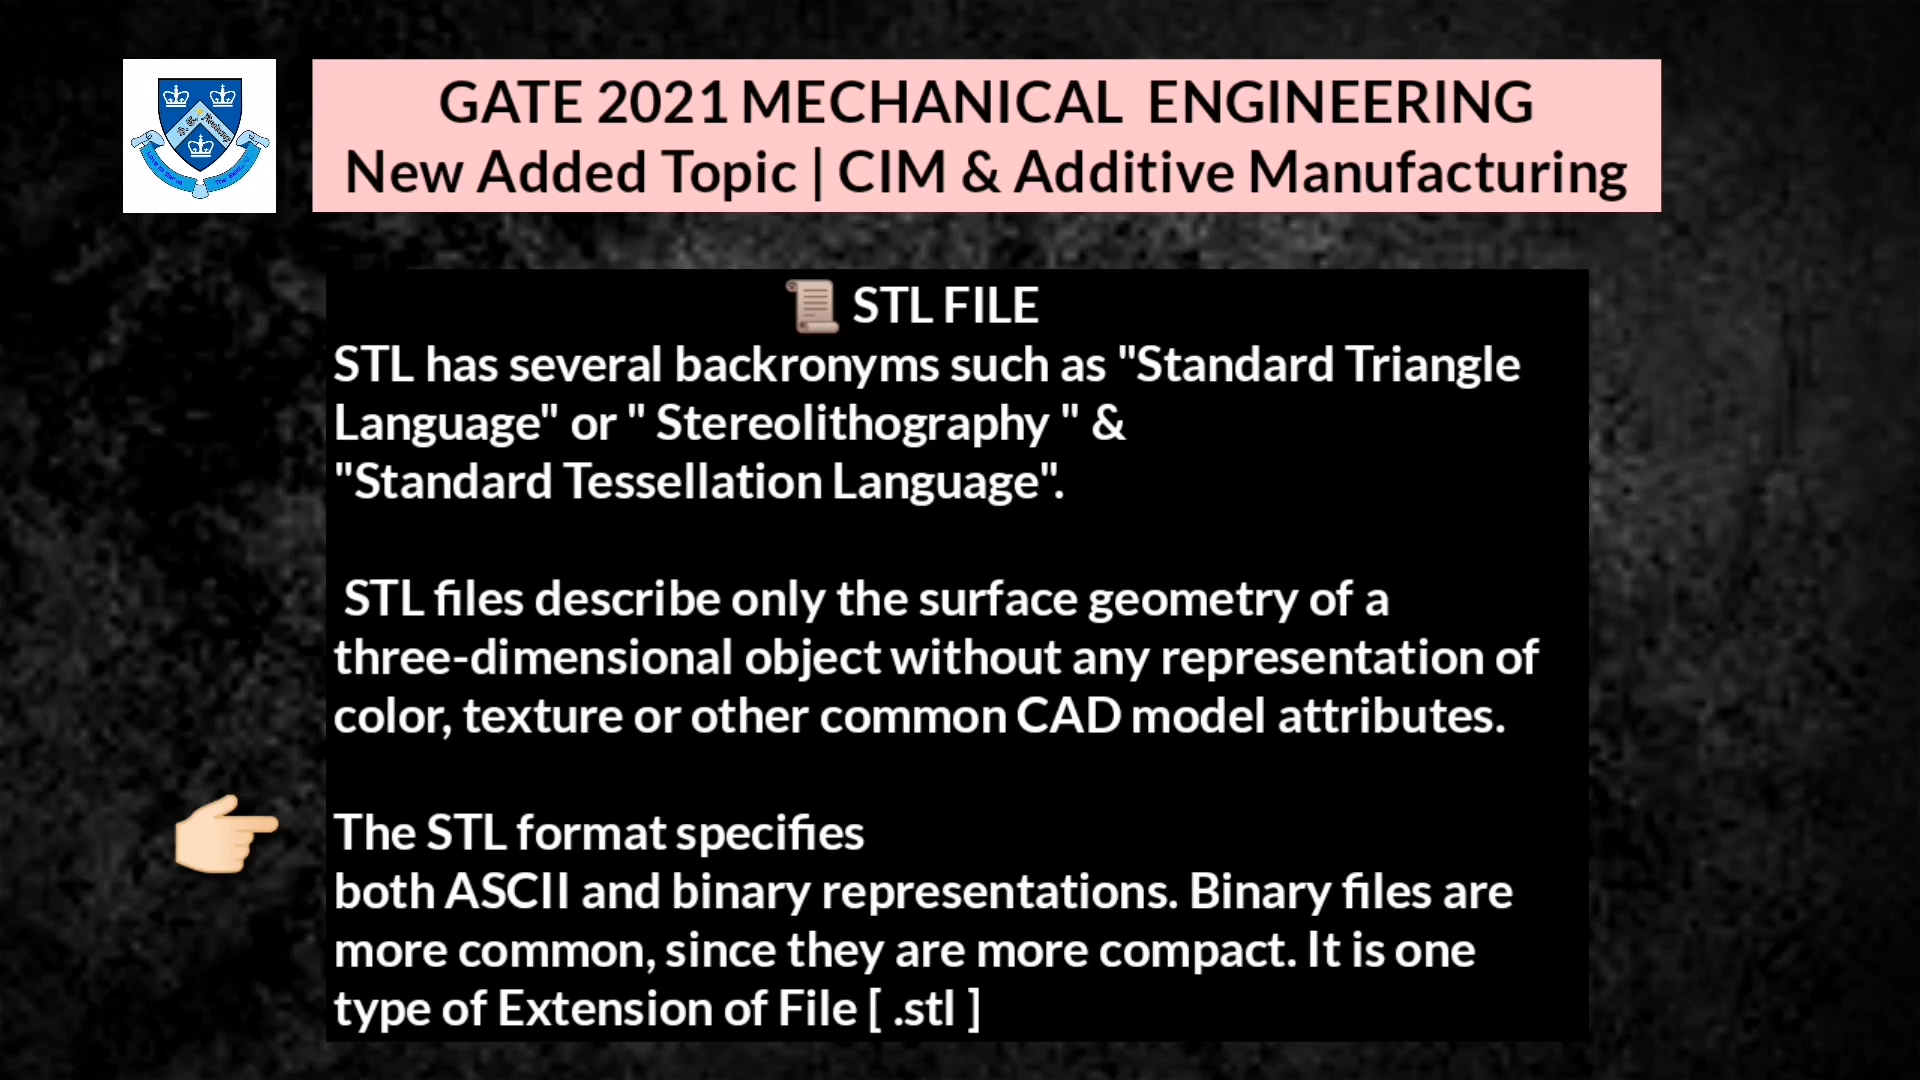 GATE 2021 MECHANICAL ENGINEERING
New Added Topic | CIM & Additive Manufacturing
STL FILE
STL has several backronyms such as "Standard Triangle
Language" or " Stereolithography " &
"Standard Tessellation Language".
STL files describe only the surface geometry of a
three-dimensional object without any representation of
color, texture or other common CAD model attributes.
The STL format specifies
both ASCII and binary representations. Binary files are
more common, since they are more compact. It is one
type of Extension of File [ .stl ]